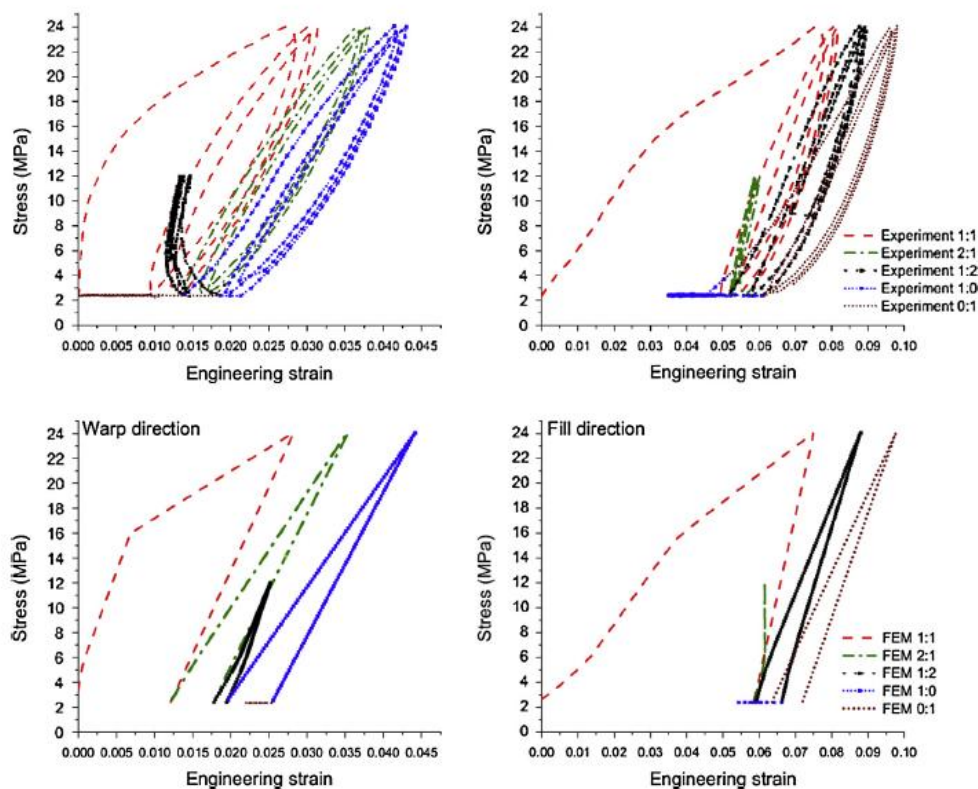 24
22
20
18
16
14
12
10
8
6
4
2
0
Stress (MPa)
0.000 0.005 0.010 0.015 0.020 0.025 0.030 0.035 0.040 0.045
Engineering strain
24
22
20
18
16
14
12
10
8
6
4
2
0
Stress (MPa)
Experiment 1:1
Experiment 2:1
Experiment 1:2
Experiment 1:0
Experiment 0:1
0.00 0.01 0.02 0.03 0.04 0.05 0.06 0.07 0.08 0.09 0.10
Engineering strain
Warp direction
24
22
20
18
16
14
12
10
8
6
4
2
0
Stress (MPa)
0.000 0.005 0.010 0.015 0.020 0.025 0.030 0.035 0.040 0.045
Engineering strain
Fill direction
24
22
20
18
16
14
12
10
8
6
4
2
0
Stress (MPa)
FEM 1:1
FEM 2:1
FEM 1:2
FEM 1:0
FEM 0:1
0.00 0.01 0.02 0.03 0.04 0.05 0.06 0.07 0.08 0.09 0.10
Engineering strain